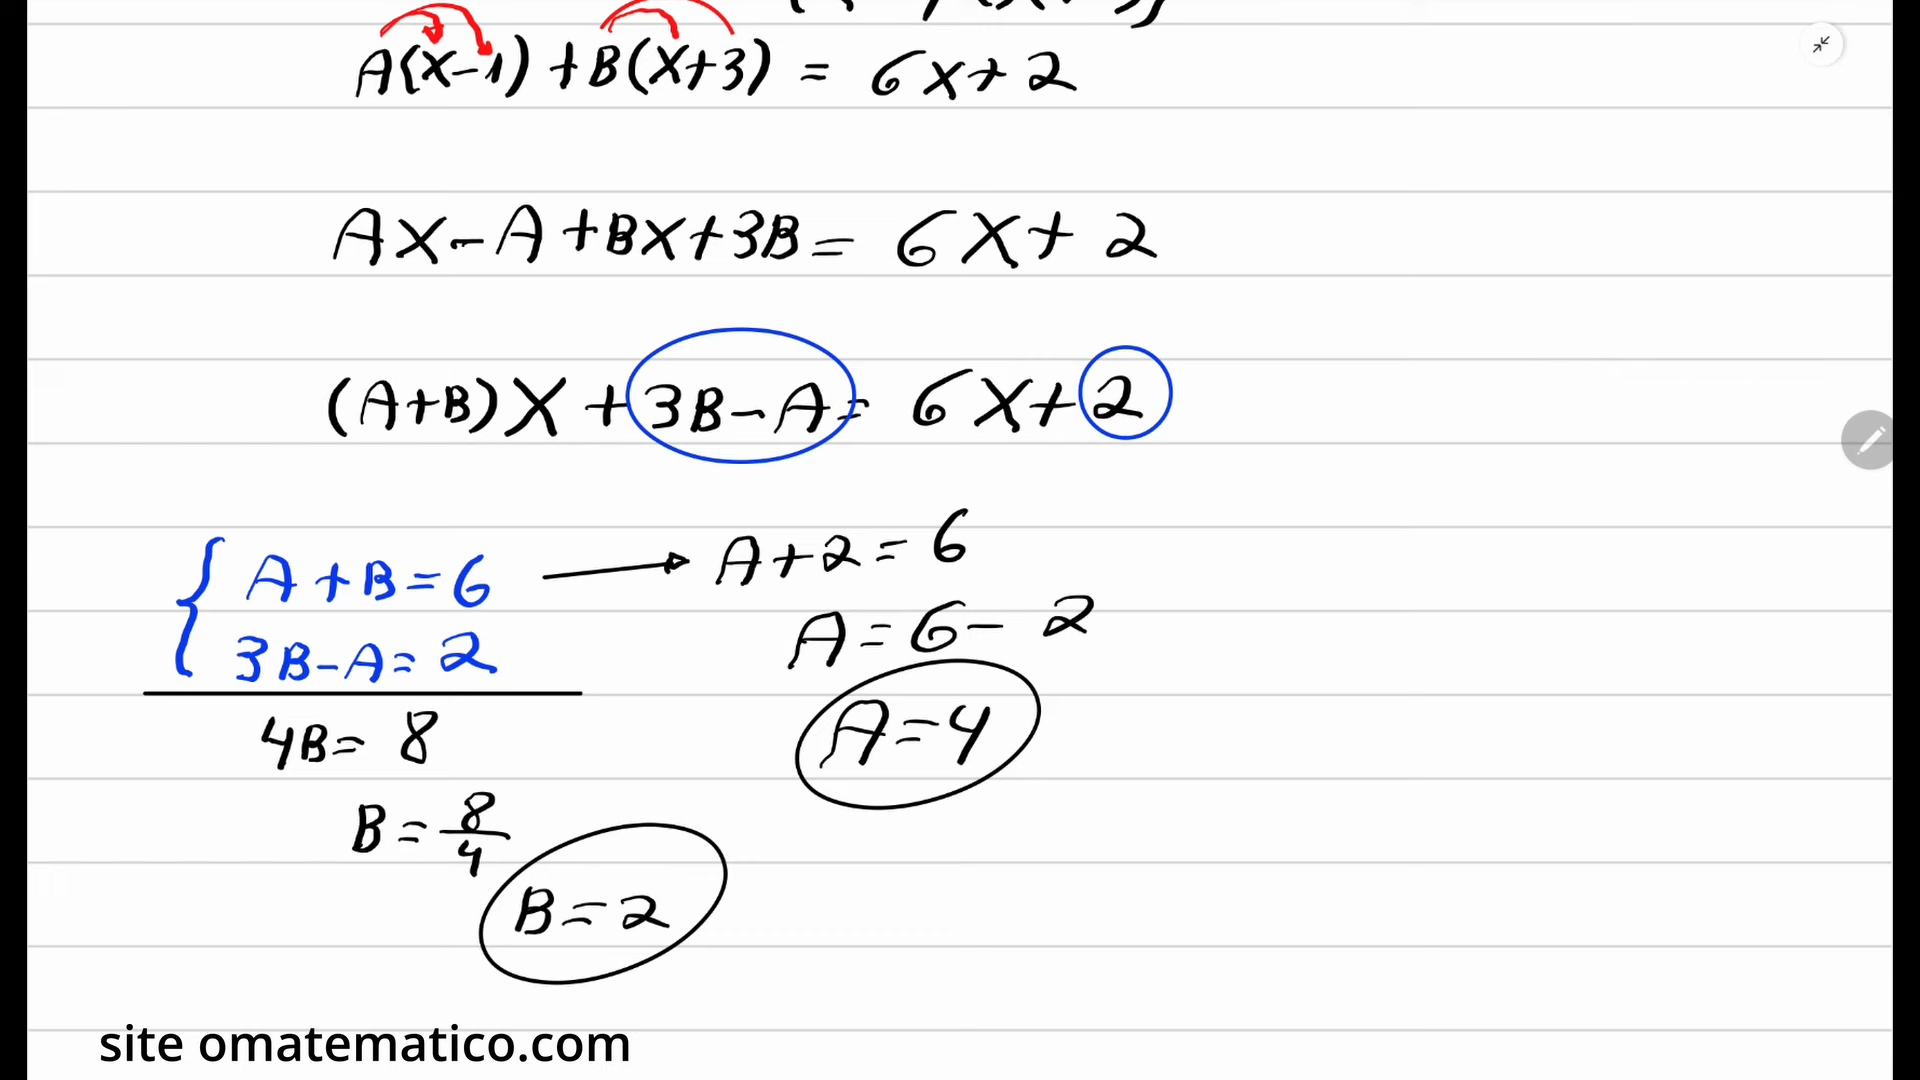 A(x-1)+B(x+3) = 6x+2
Ax-A+Bx+3B= 6x+2
(A+B)x+3B-A= 6x+2
A+B=6
3B-A=2
4B= 8
B= 8/4
B=2
A+2=6
A=6-2
A=4
site omatematico.com